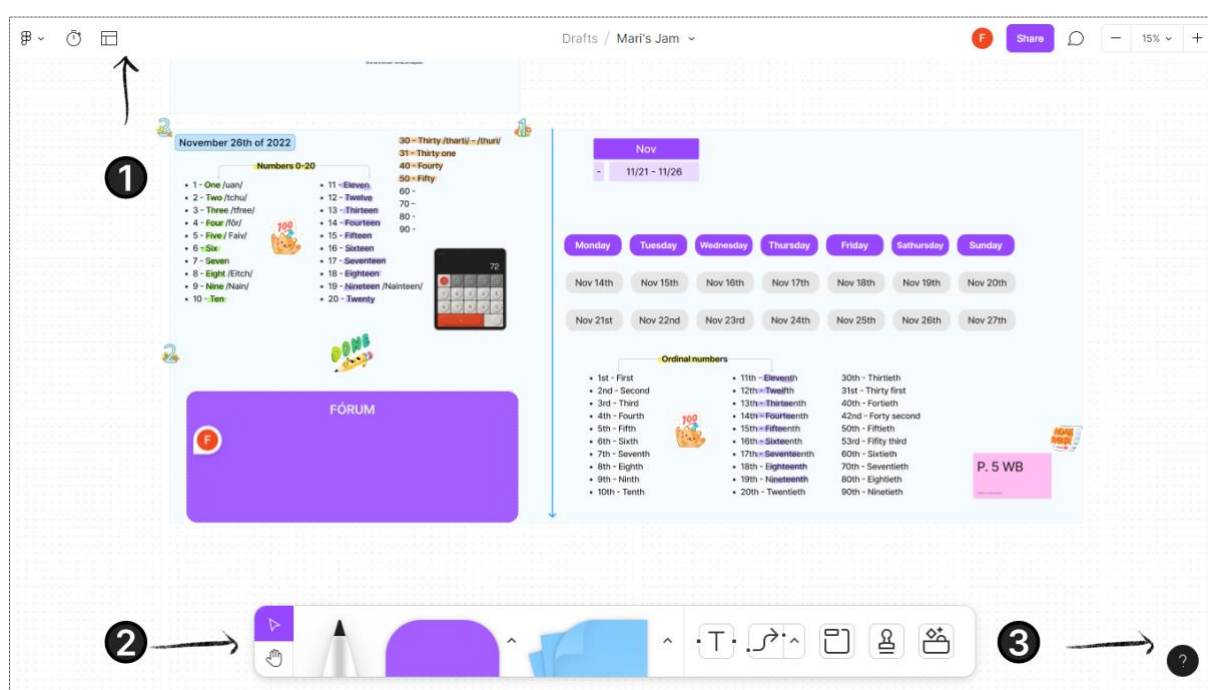 Drafts / Mari's Jam
F
Share
15%
1
3
1
November 26th of 2022
Numbers 0-20
• 1 - One /uan/
• 2 - Two /tchu/
• 3 - Three /tfree/
• 4 - Four /fôr/
• 5 - Five / Faiv/
• 6 - Six
• 7 - Seven
• 8 - Eight /Eitch/
• 9 - Nine /Nain/
• 10 - Ten
100
• 11 - Eleven
• 12 - Twelve
• 13 - Thirteen
• 14 - Fourteen
• 15 - Fifteen
• 16 - Sixteen
• 17 - Seventeen
• 18 - Eighteen
• 19 - Nineteen /Nainteen/
• 20 - Twenty
30 - Thirty /thartii/ - /thuri/
31 - Thirty one
40 - Fourty
50 - Fifty
60 -
70 -
80 -
90 -
72
DONE
2
FÓRUM
F
Nov
- 11/21 - 11/26
Monday Tuesday Wednesday Thursday Friday Sathursday Sunday
Nov 14th Nov 15th Nov 16th Nov 17th Nov 18th Nov 19th Nov 20th
Nov 21st Nov 22nd Nov 23rd Nov 24th Nov 25th Nov 26th Nov 27th
Ordinal numbers
• 1st - First
• 2nd - Second
• 3rd - Third
• 4th - Fourth
• 5th - Fifth
• 6th - Sixth
• 7th - Seventh
• 8th - Eighth
• 9th - Ninth
• 10th - Tenth
100
• 11th - Eleventh
• 12th - Twelfth
• 13th - Thirteenth
• 14th - Fourteenth
• 15th - Fifteenth
• 16th - Sixteenth
• 17th - Seventeenth
• 18th - Eighteenth
• 19th - Nineteenth
• 20th - Twentieth
30th - Thirtieth
31st - Thirty first
40th - Fortieth
42nd - Forty second
50th - Fiftieth
53rd - Fifity third
60th - Sixtieth
70th - Seventieth
80th - Eightieth
90th - Ninetieth
P. 5 WB
2
T
3
?